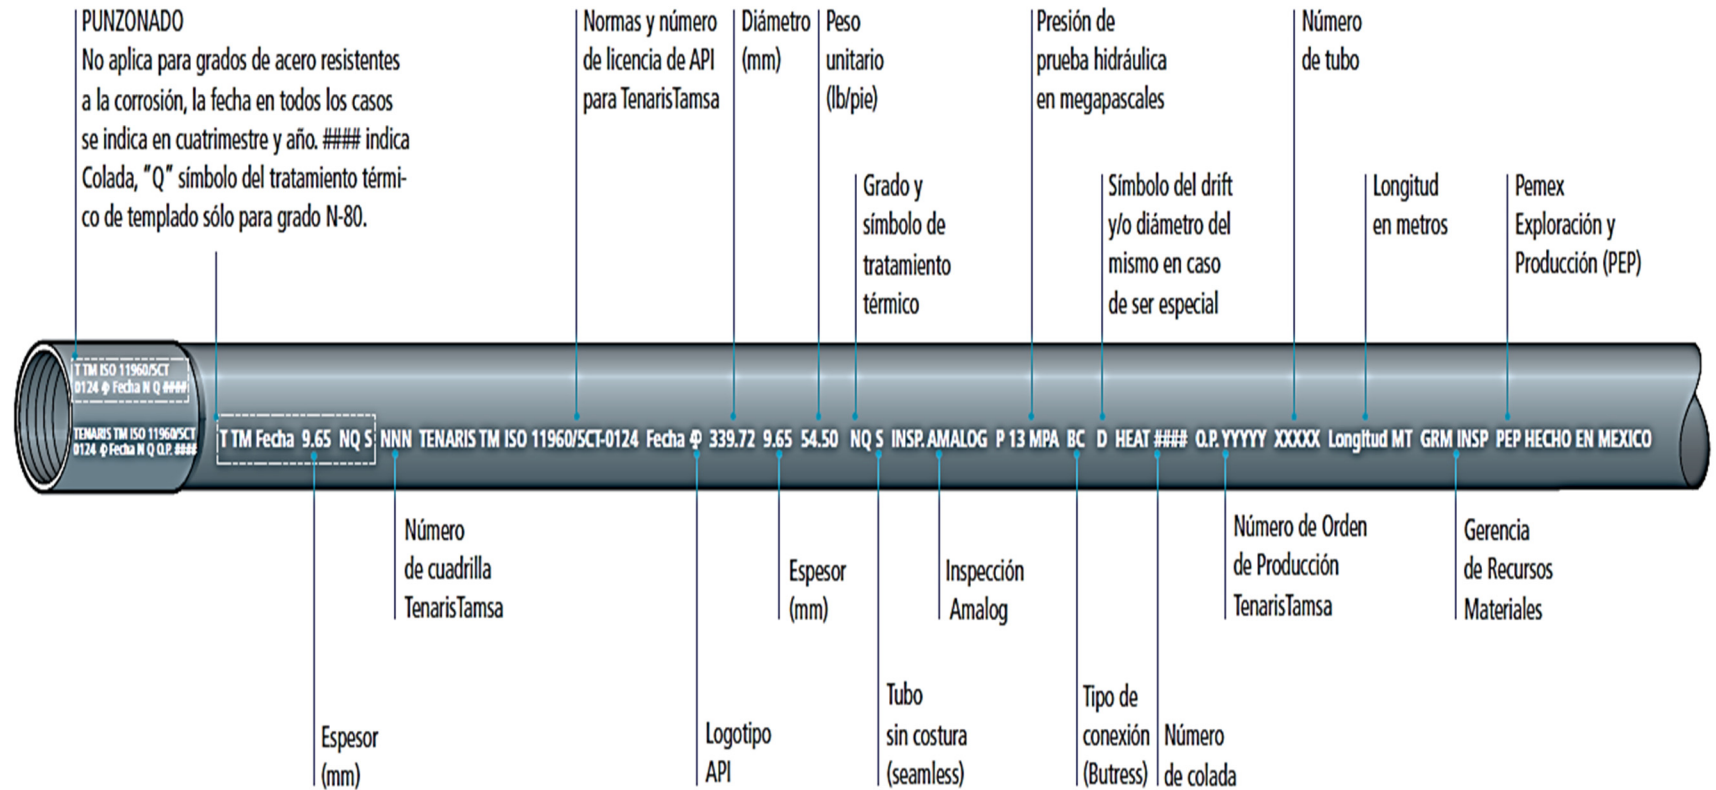 PUNZONADO
No aplica para grados de acero resistentes
a la corrosión, la fecha en todos los casos
se indica en cuatrimestre y año. #### indica
Colada, "Q" símbolo del tratamiento térmi-
co de templado sólo para grado N-80.
Normas y número
de licencia de API
para TenarisTamsa
Diámetro
(mm)
Peso
unitario
(lb/pie)
Presión de
prueba hidráulica
en megapascales
Número
de tubo
Grado y
símbolo de
tratamiento
térmico
Símbolo del drift
y/o diámetro del
mismo en caso
de ser especial
Longitud
en metros
Pemex
Exploración y
Producción (PEP)
T TM ISO 11960/5CT
0124 Fecha N Q ####
TENARIS TM ISO 11960/5CT
0124 Fecha N Q O.P. ####
T TM Fecha 9.65 NQ S NNN TENARIS TM ISO 11960/5CT-0124 Fecha 339.72 9.65 54.50 NQ S INSP. AMALOG P 13 MPA BC D HEAT #### O.P. YYYYY XXXXX Longitud MT GRM INSP PEP HECHO EN MEXICO
Número
de cuadrilla
TenarisTamsa
Espesor
(mm)
Inspección
Amalog
Número de Orden
de Producción
TenarisTamsa
Gerencia
de Recursos
Materiales
Espesor
(mm)
Logotipo
API
Tubo
sin costura
(seamless)
Tipo de
conexión
(Butress)
Número
de colada